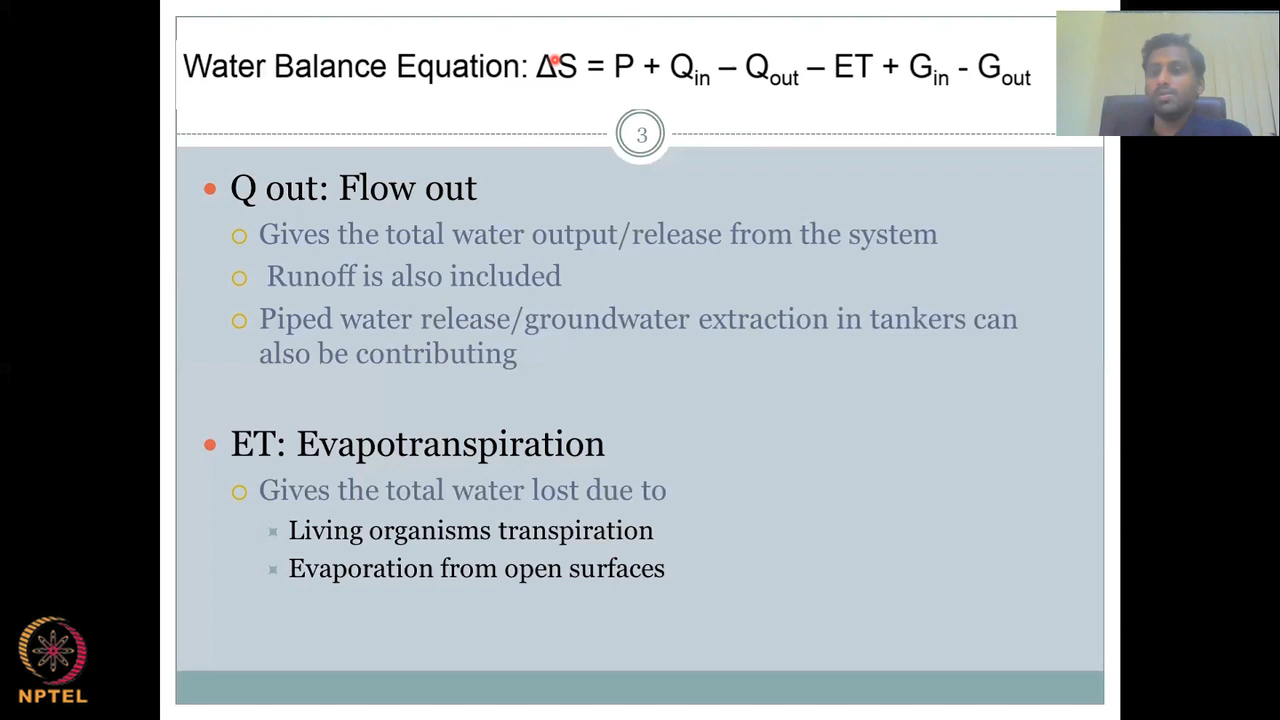 Water Balance Equation: ΔS = P + Qin – Qout – ET + Gin - Gout
3
Q out: Flow out
Gives the total water output/release from the system
Runoff is also included
Piped water release/groundwater extraction in tankers can
also be contributing
ET: Evapotranspiration
Gives the total water lost due to
Living organisms transpiration
Evaporation from open surfaces
NPTEL